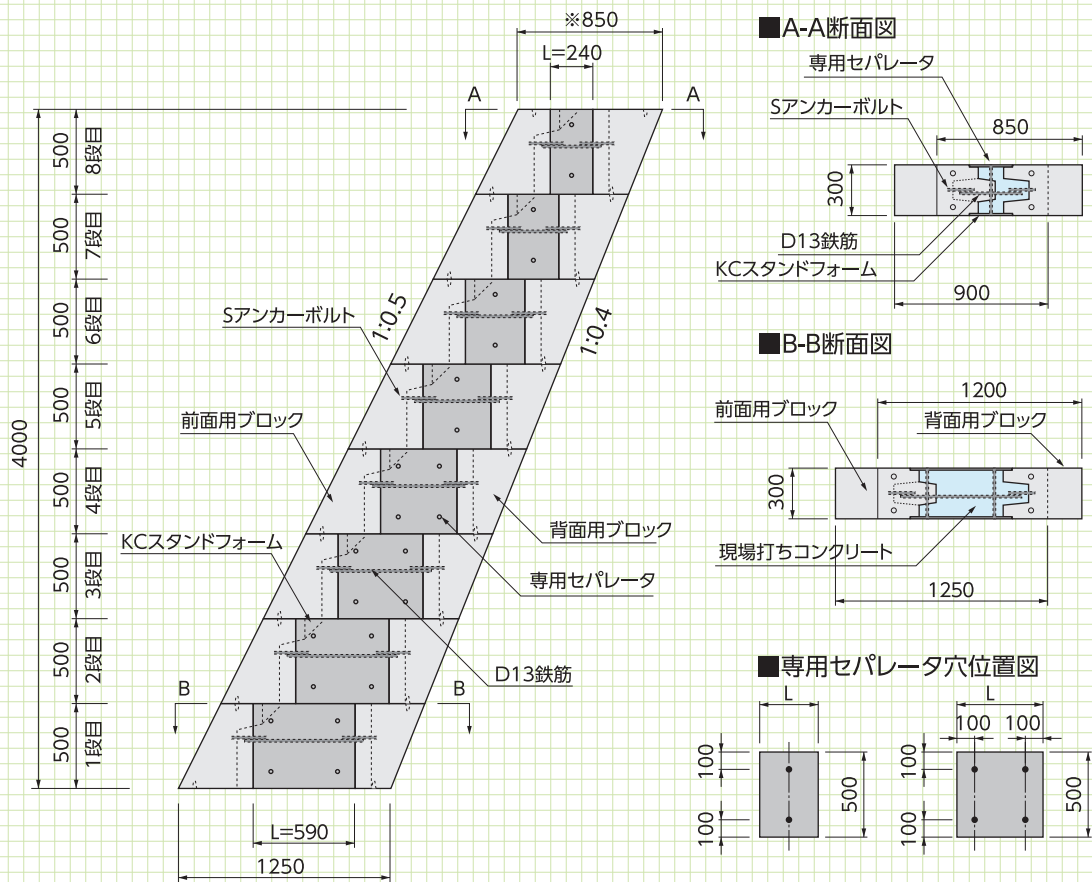 ※850
L=240
A
A
4000
500
8段目
500
7段目
500
6段目
500
5段目
500
4段目
500
3段目
500
2段目
500
1段目
1:0.5
1:0.4
Sアンカーボルト
前面用ブロック
KCスタンドフォーム
背面用ブロック
専用セパレータ
D13鉄筋
B
B
L=590
1250
■A-A断面図
専用セパレータ
Sアンカーボルト
850
300
D13鉄筋
KCスタンドフォーム
900
■B-B断面図
1200
前面用ブロック
背面用ブロック
300
現場打ちコンクリート
1250
■専用セパレータ穴位置図
L
100
100
500
L
100
100
100
100
500